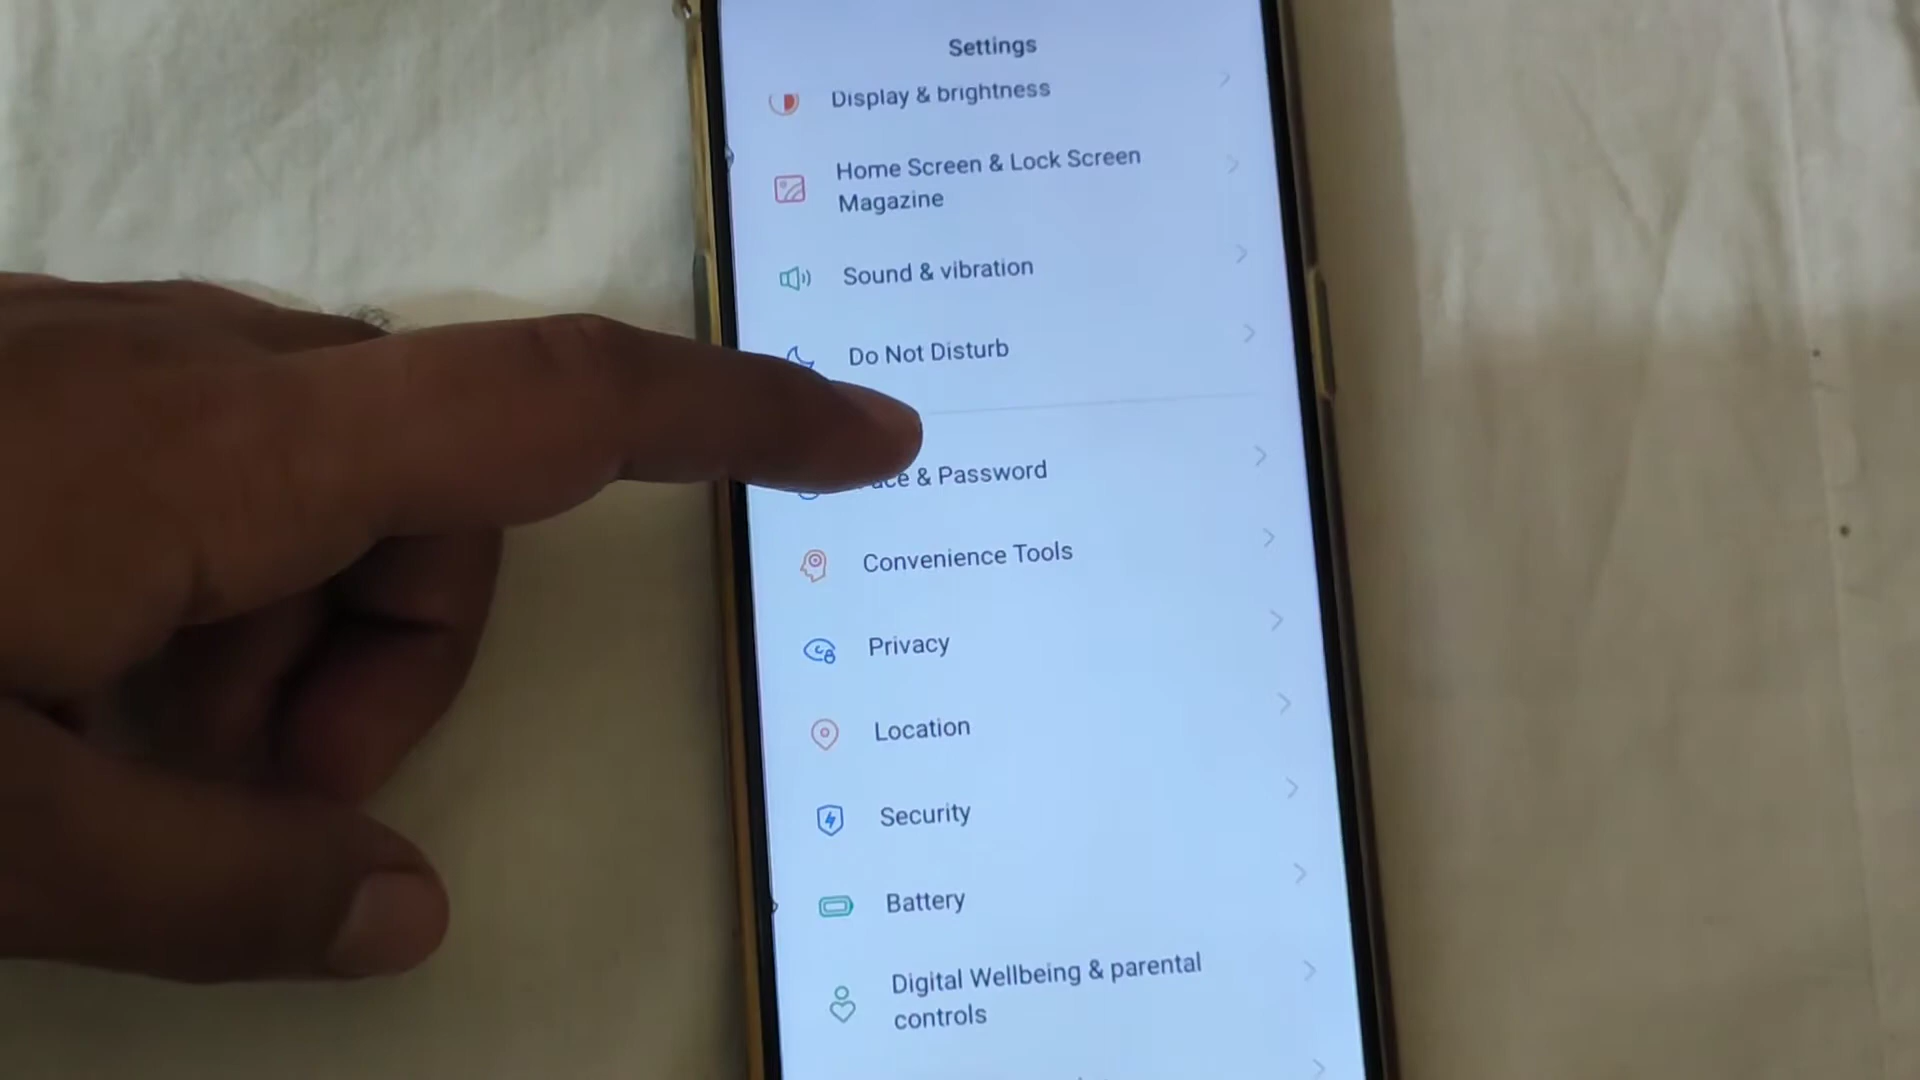 Settings
Display & brightness
Home Screen & Lock Screen
Magazine
Sound & vibration
Do Not Disturb
& Password
Convenience Tools
Privacy
Location
Security
Battery
Digital Wellbeing & parental
controls